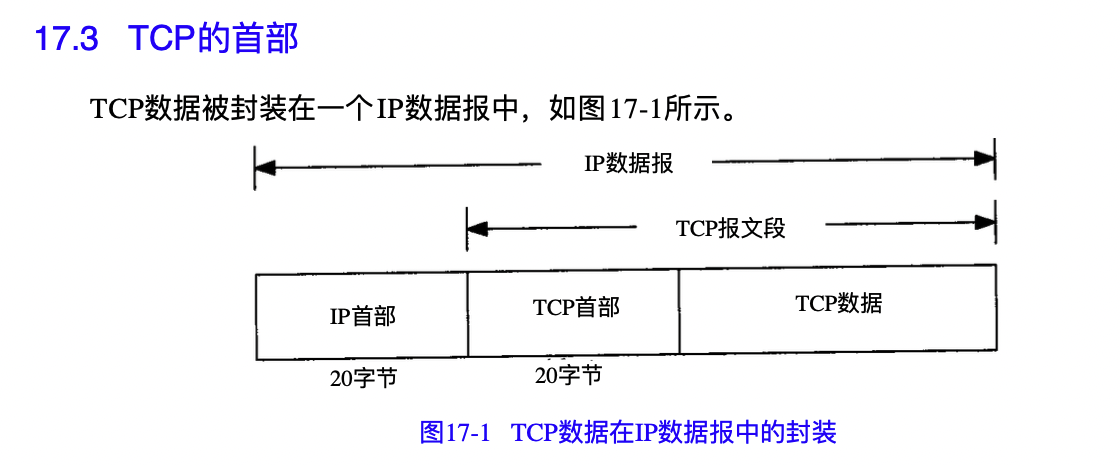 17.3 TCP的首部
TCP数据被封装在一个IP数据报中，如图17-1所示。
IP数据报
TCP报文段
IP首部
TCP首部
TCP数据
20字节
20字节
图17-1 TCP数据在IP数据报中的封装